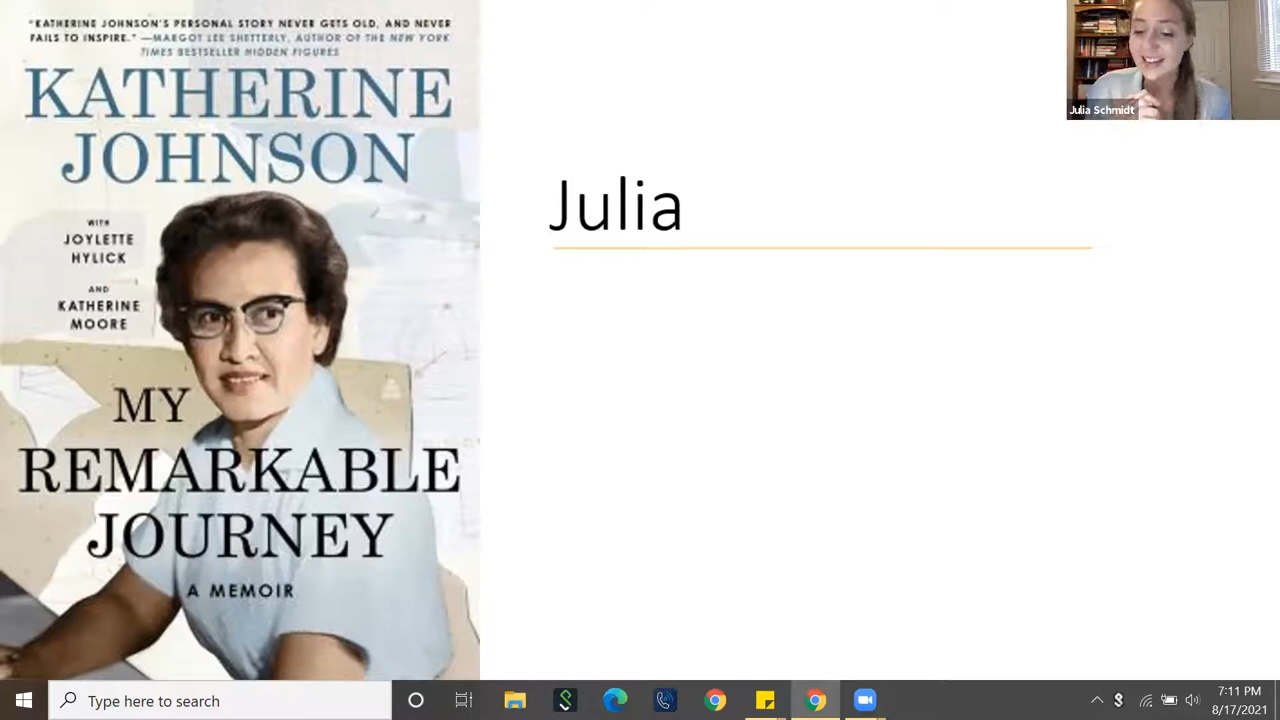 "KATHERINE JOHNSON'S PERSONAL STORY NEVER GETS OLD, AND NEVER
FAILS TO INSPIRE." —MARGOT LEE SHETTERLY, AUTHOR OF THE NEW YORK
TIMES BESTSELLER HIDDEN FIGURES
KATHERINE
JOHNSON
WITH
JOYLETTE
HYLICK
AND
KATHERINE
MOORE
MY
REMARKABLE
JOURNEY
A MEMOIR
Julia
Julia Schmidt
Type here to search
7:11 PM
8/17/2021